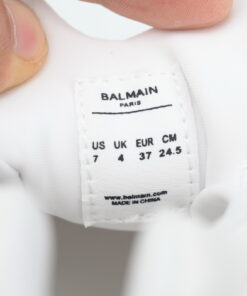 BALMAIN
PARIS
US UK EUR CM
7 4 37 24.5
www.balmain.com
MADE IN CHINA